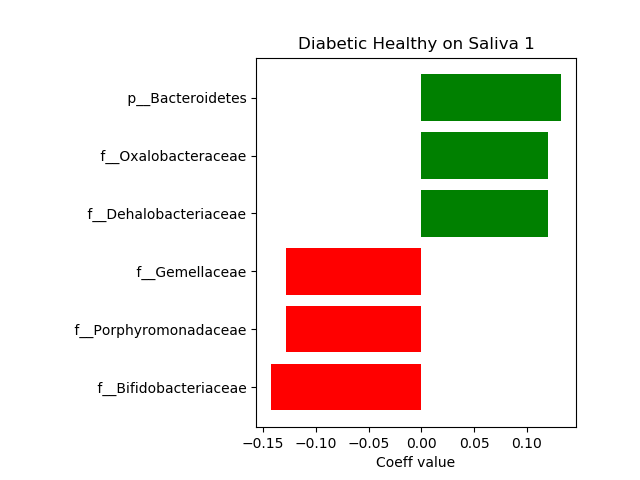 Diabetic Healthy on Saliva 1
p__Bacteroidetes
f__Oxalobacteraceae
f__Dehalobacteriaceae
f__Gemellaceae
f__Porphyromonadaceae
f__Bifidobacteriaceae
−0.15 −0.10 −0.05 0.00 0.05 0.10
Coeff value